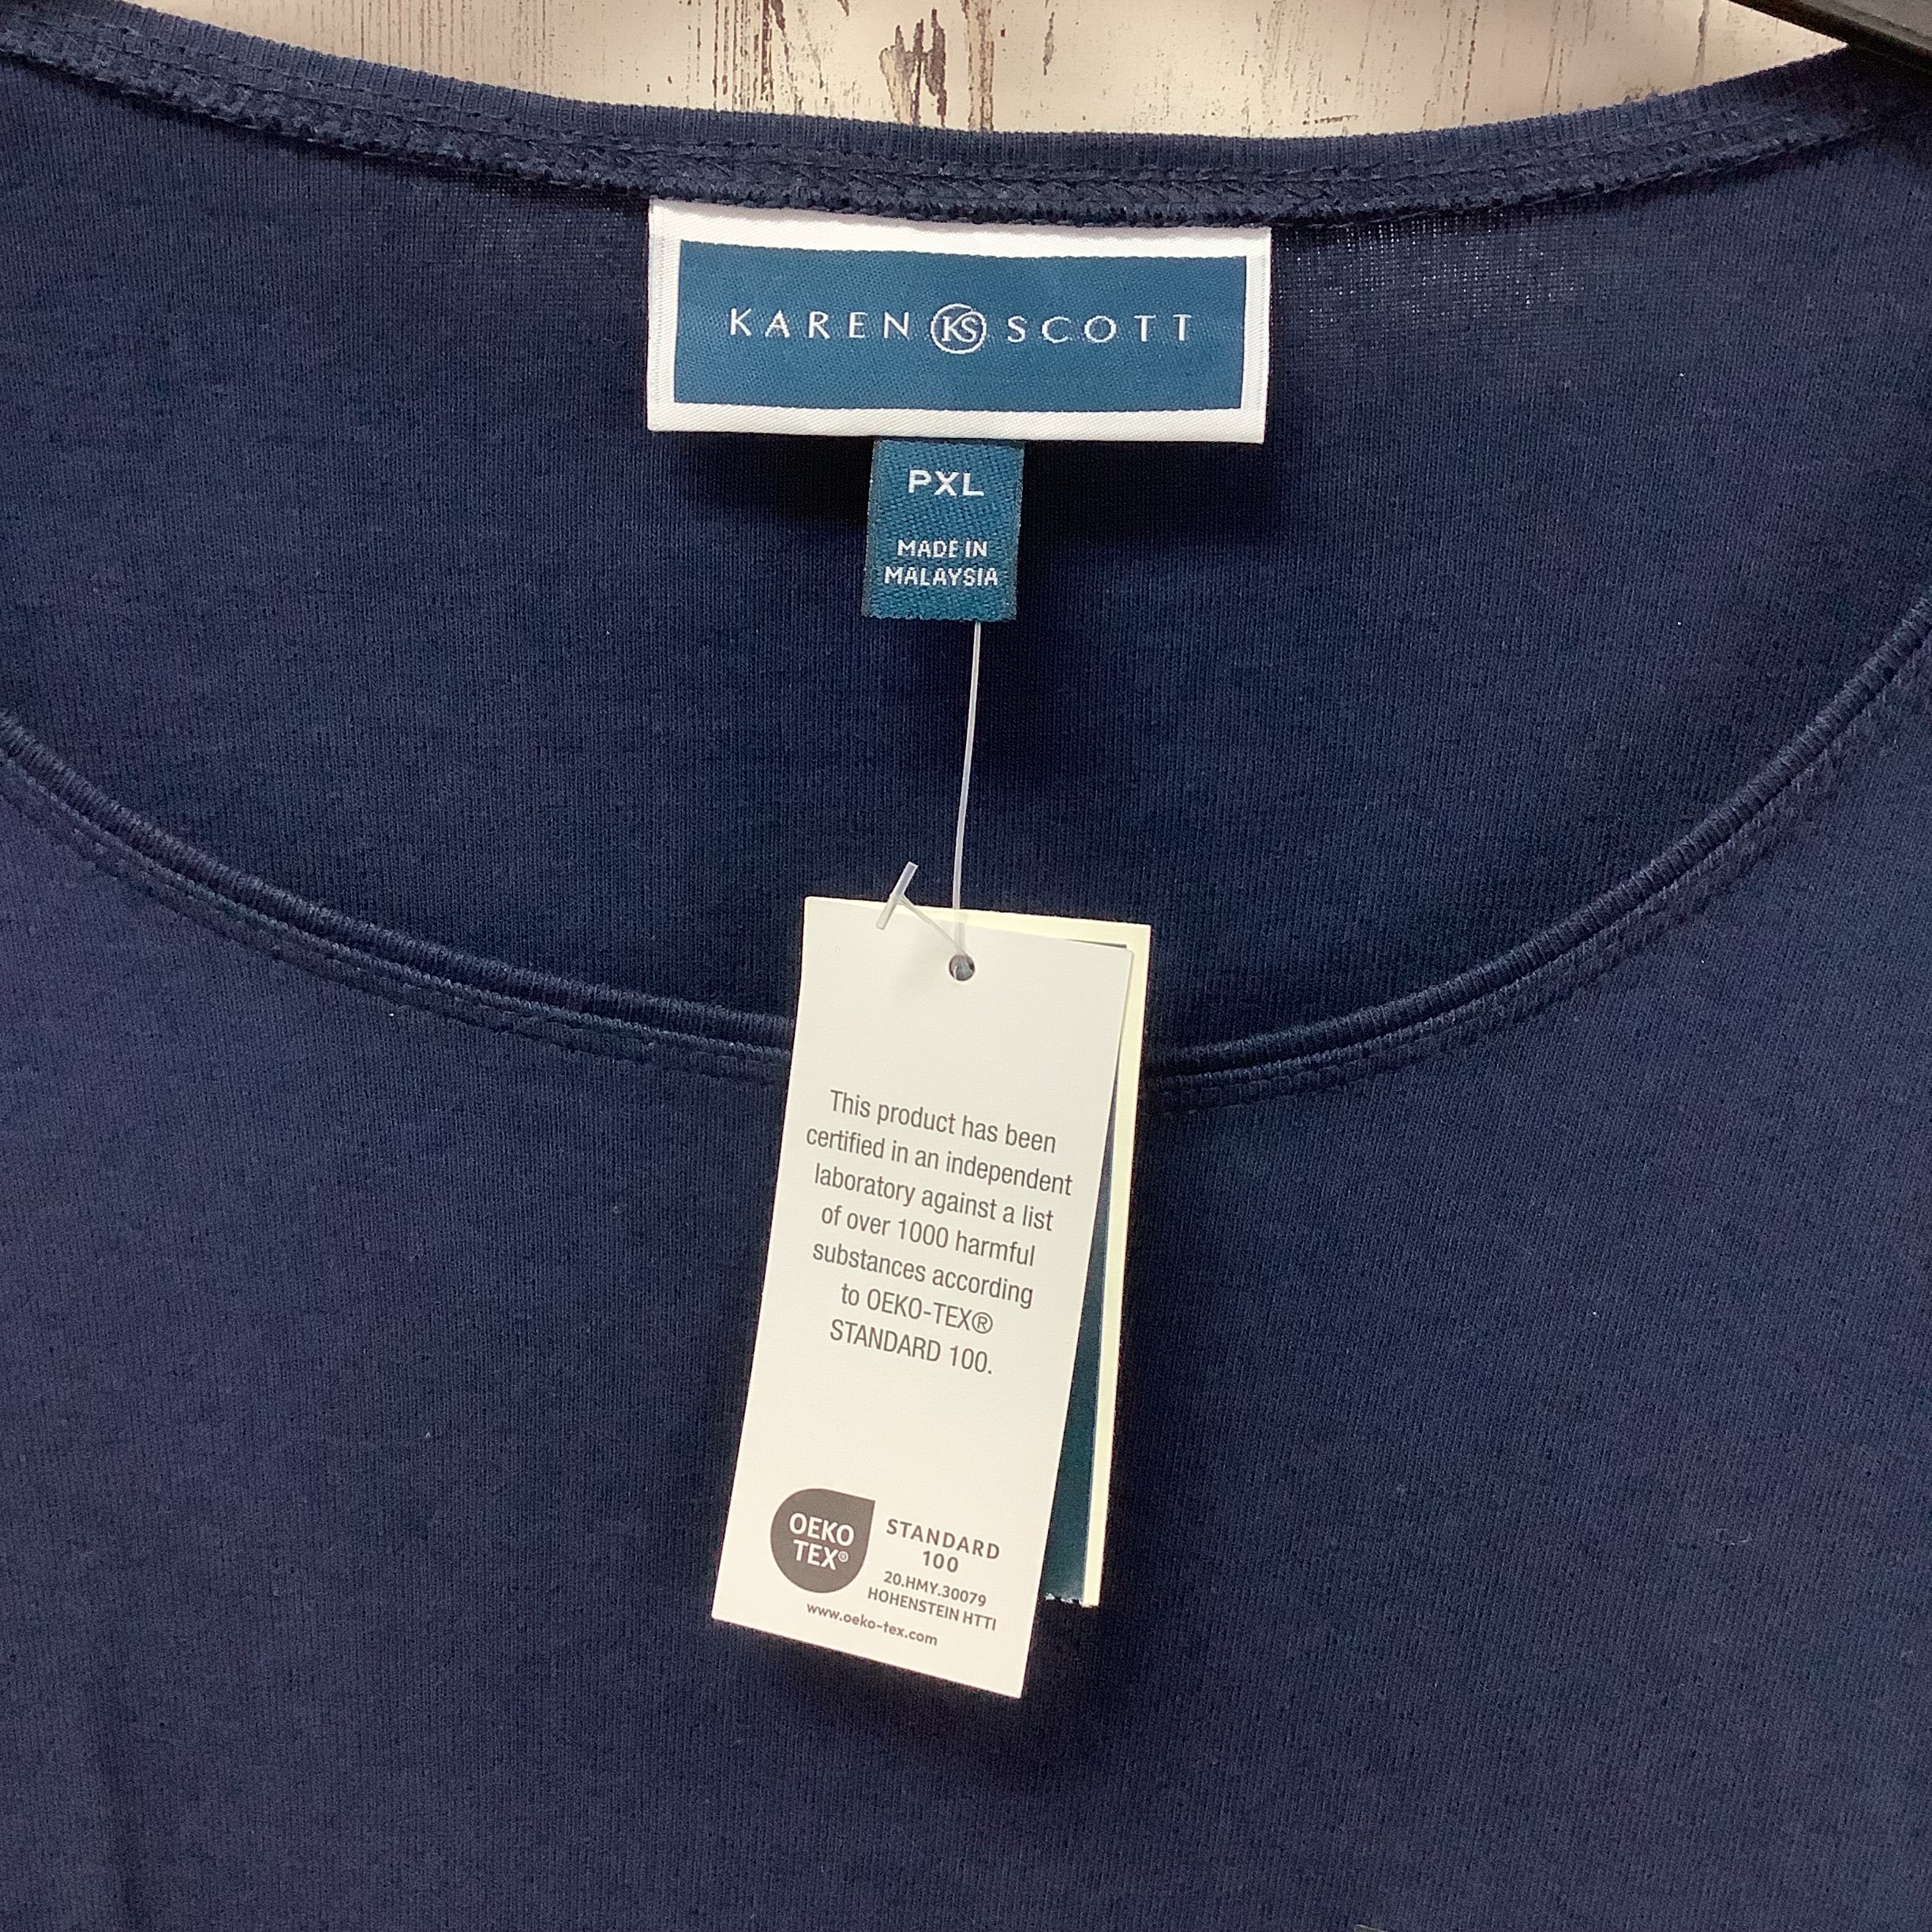 KAREN KS SCOTT
PXL
MADE IN
MALAYSIA
This product has been
certified in an independent
laboratory against a list
of over 1000 harmful
substances according
to OEKO-TEX®
STANDARD 100.
OEKO
TEX®
STANDARD
100
20.HMY.30079
HOHENSTEIN HTTI
www.oeko-tex.com